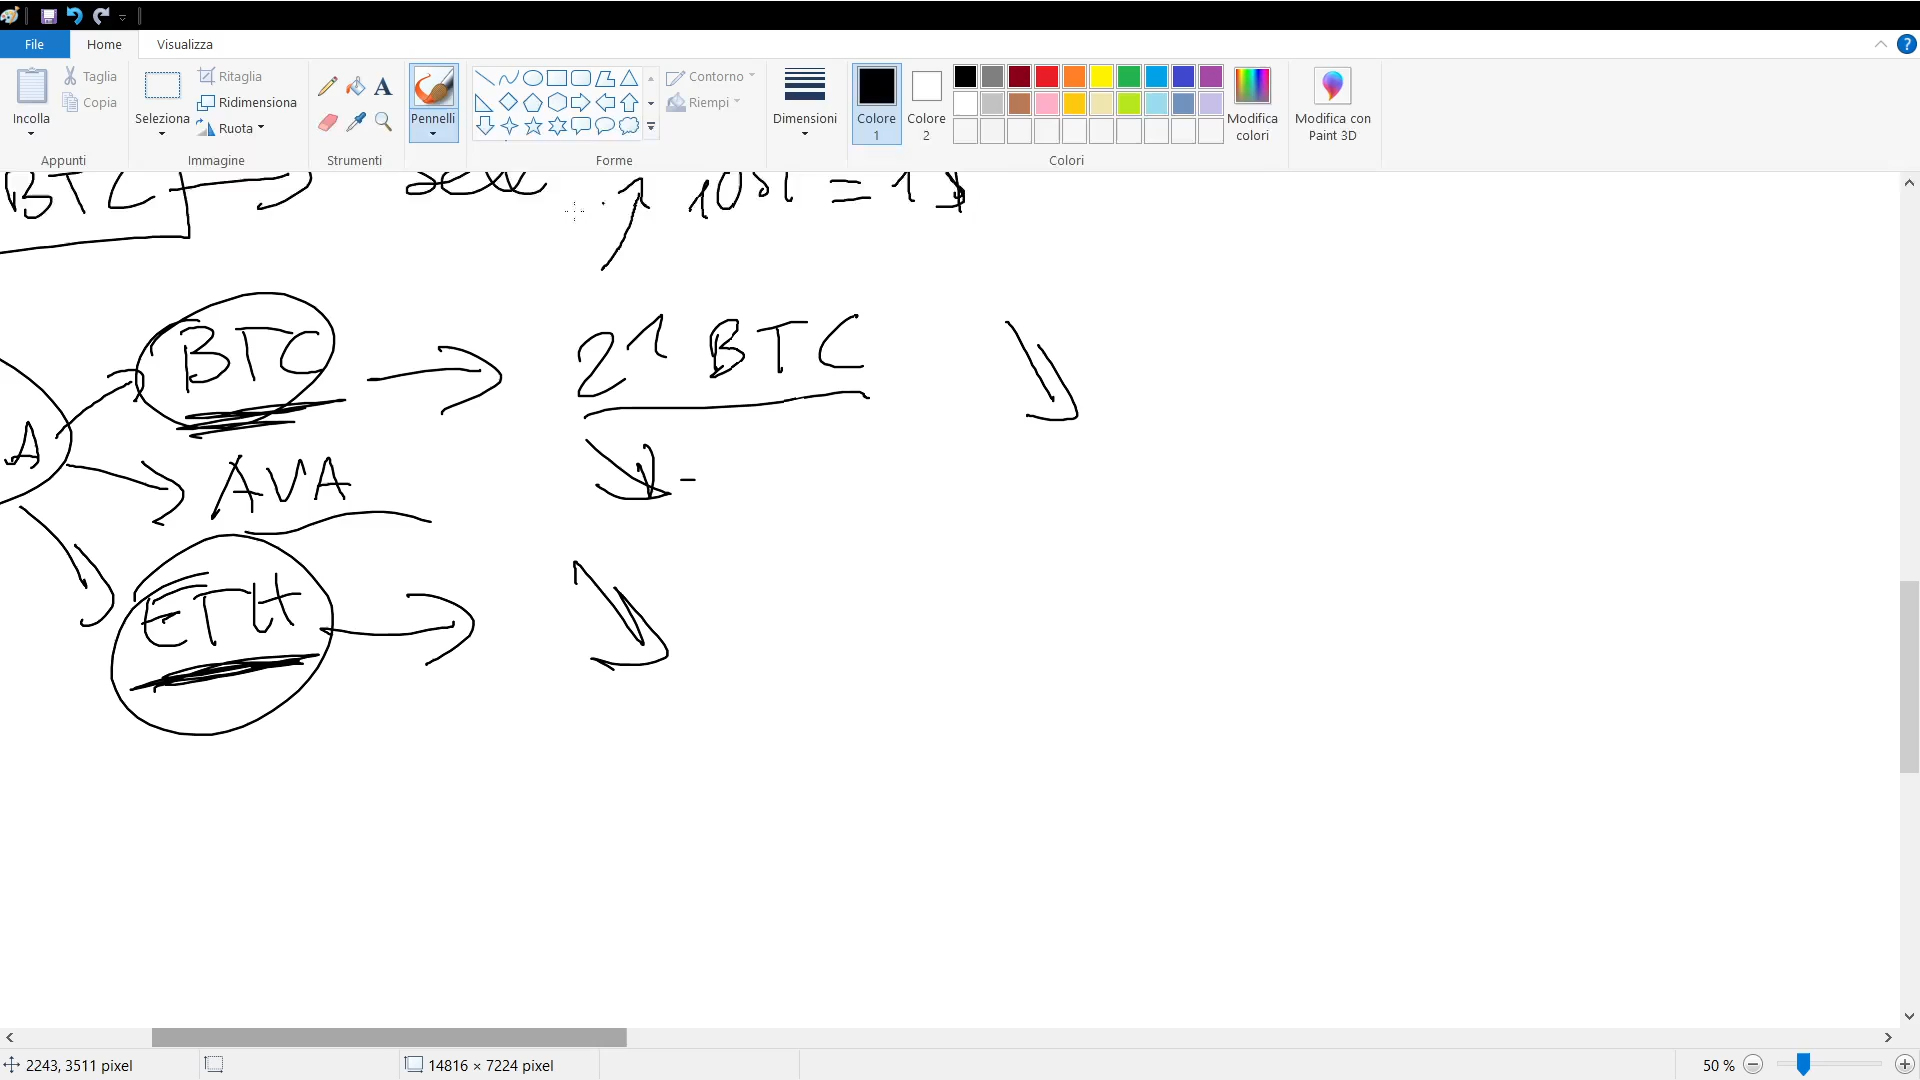 File Home Visualizza
Incolla
Taglia
Copia
Appunti
Seleziona
Ritaglia
Ridimensiona
Ruota
Immagine
Strumenti
Pennelli
Forme
Contorno
Riempi
Dimensioni
Colore 1
Colore 2
Colori
Modifica colori
Modifica con Paint 3D
BTC sell = 1 $
BTC 21 BTC
A
AVA
ETH
2243, 3511 pixel 14816 × 7224 pixel 50 %